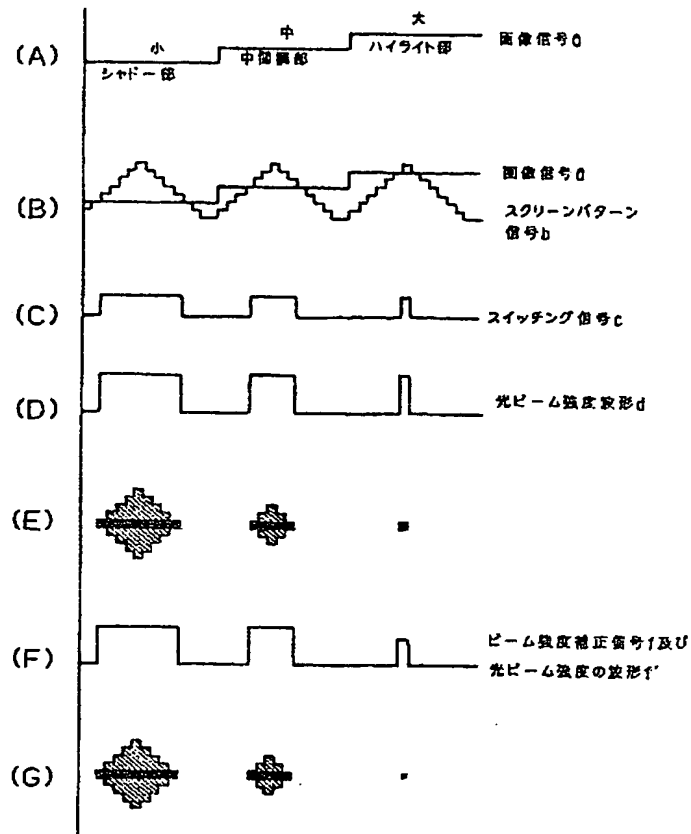 (A)
小
中
大
シャドー部
中間調部
ハイライト部
画像信号a
(B)
画像信号a
スクリーンパターン
信号b
(C)
スイッチング信号c
(D)
光ビーム強度波形d
(E)
(F)
ビーム強度補正信号f及び
光ビーム強度の波形f'
(G)